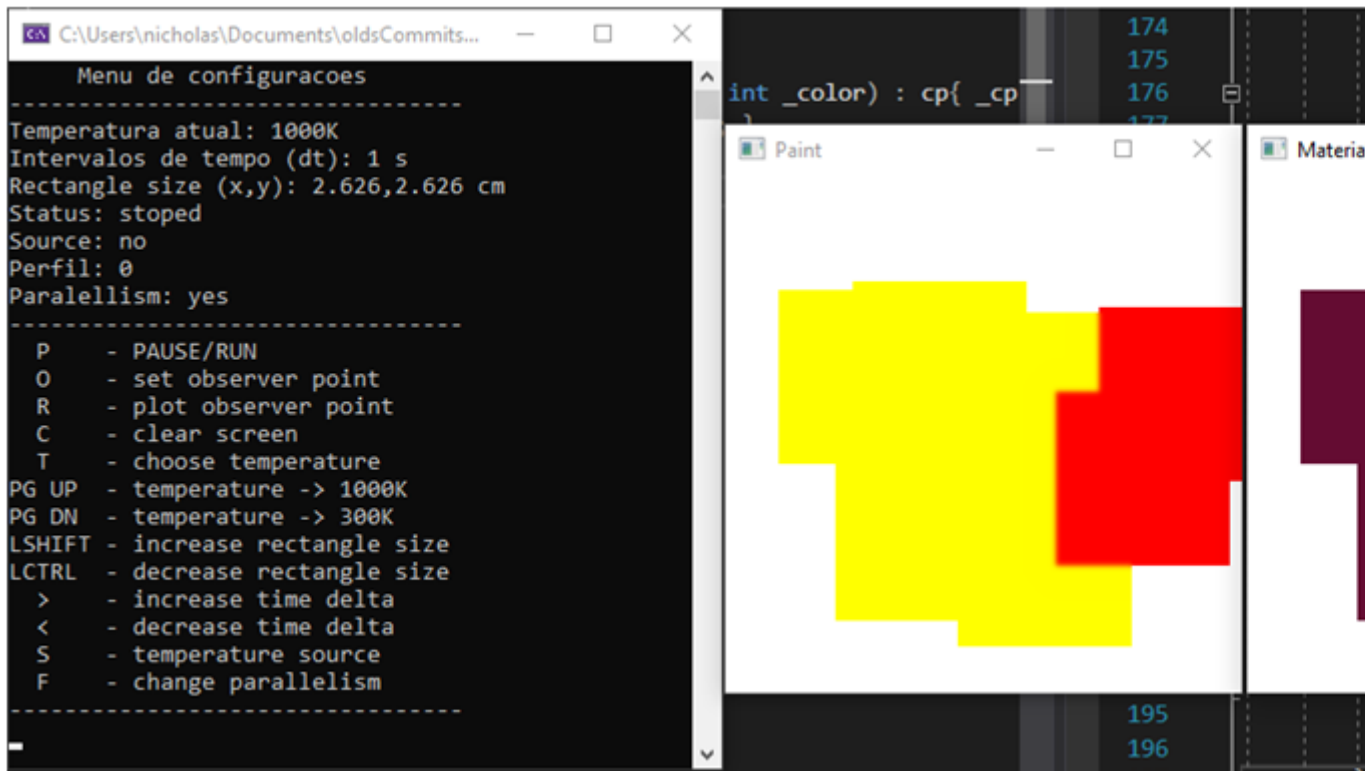 C:\Users\nicholas\Documents\oldsCommits...
Menu de configuracoes
----------------------------------
Temperatura atual: 1000K
Intervalos de tempo (dt): 1 s
Rectangle size (x,y): 2.626,2.626 cm
Status: stoped
Source: no
Perfil: 0
Paralellism: yes
----------------------------------
P - PAUSE/RUN
O - set observer point
R - plot observer point
C - clear screen
T - choose temperature
PG UP - temperature -> 1000K
PG DN - temperature -> 300K
LSHIFT - increase rectangle size
LCTRL - decrease rectangle size
> - increase time delta
< - decrease time delta
S - temperature source
F - change parallelism
----------------------------------
int _color) : cp{ _cp
Paint
Materia
174
175
176
177
195
196